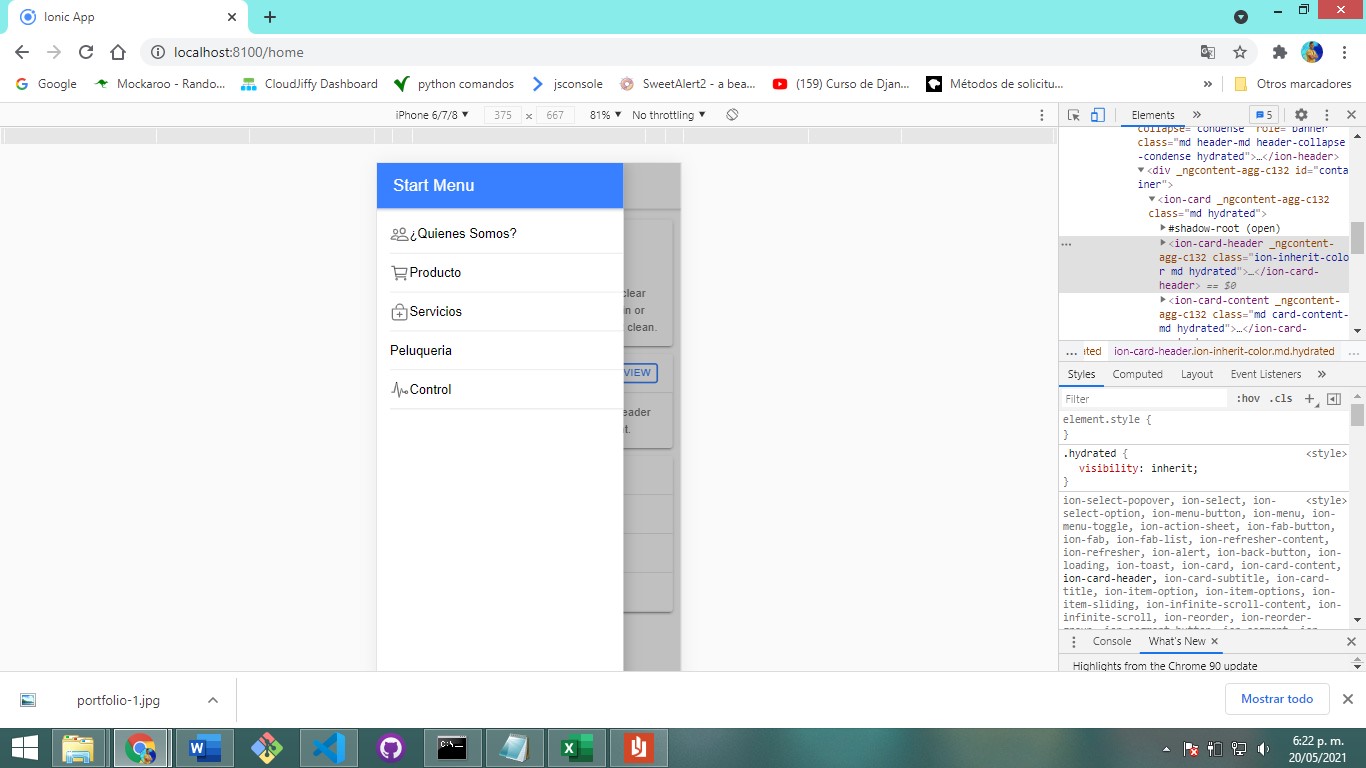 Ionic App
localhost:8100/home
Google
Mockaroo - Rando...
CloudJiffy Dashboard
python comandos
jsconsole
SweetAlert2 - a bea...
(159) Curso de Djan...
Métodos de solicitu...
»
Otros marcadores
iPhone 6/7/8 ▼ 375 × 667 81% ▼ No throttling ▼
Elements » 5
Start Menu
¿Quienes Somos?
Producto
Servicios
Peluqueria
Control
clear
n or
clean.
VIEW
eader
t.
collapse="condense" role="banner"
class="md header-md header-collapse
-condense hydrated">…</ion-header>
▼<div _ngcontent-agg-c132 id="conta
iner">
▼<ion-card _ngcontent-agg-c132
class="md hydrated">
▶#shadow-root (open)
▶<ion-card-header _ngcontent-
agg-c132 class="ion-inherit-colo
r md hydrated">…</ion-card-
header> == $0
▶<ion-card-content _ngcontent-
agg-c132 class="md card-content-
md hydrated">…</ion-card-
... ated ion-card-header.ion-inherit-color.md.hydrated ...
Styles Computed Layout Event Listeners »
Filter :hov .cls +
element.style {
}
.hydrated { <style>
visibility: inherit;
}
ion-select-popover, ion-select, ion- <style>
select-option, ion-menu-button, ion-menu, ion-
menu-toggle, ion-action-sheet, ion-fab-button,
ion-fab, ion-fab-list, ion-refresher-content,
ion-refresher, ion-alert, ion-back-button, ion-
loading, ion-toast, ion-card, ion-card-content,
ion-card-header, ion-card-subtitle, ion-card-
title, ion-item-option, ion-item-options, ion-
item-sliding, ion-infinite-scroll-content, ion-
infinite-scroll, ion-reorder, ion-reorder-
group, ion-segment-button, ion-segment, ion-
Console What's New ×
Highlights from the Chrome 90 update
portfolio-1.jpg
Mostrar todo
6:22 p. m.
20/05/2021